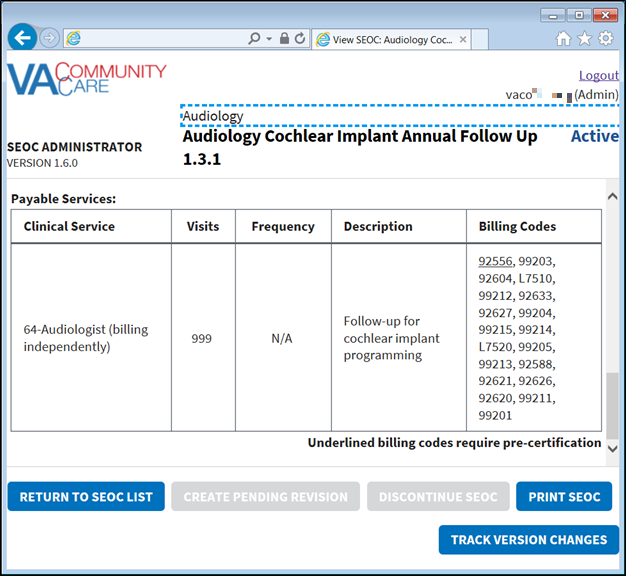 View SEOC: Audiology Coc...
VA COMMUNITY CARE
Logout
vaco (Admin)
Audiology
Audiology Cochlear Implant Annual Follow Up
1.3.1
Active
SEOC ADMINISTRATOR
VERSION 1.6.0
Payable Services:
Clinical Service Visits Frequency Description Billing Codes
64-Audiologist (billing
independently)
999
N/A
Follow-up for
cochlear implant
programming
92556, 99203,
92604, L7510,
99212, 92633,
92627, 99204,
99215, 99214,
L7520, 99205,
99213, 92588,
92621, 92626,
92620, 99211,
99201
Underlined billing codes require pre-certification
RETURN TO SEOC LIST
CREATE PENDING REVISION
DISCONTINUE SEOC
PRINT SEOC
TRACK VERSION CHANGES